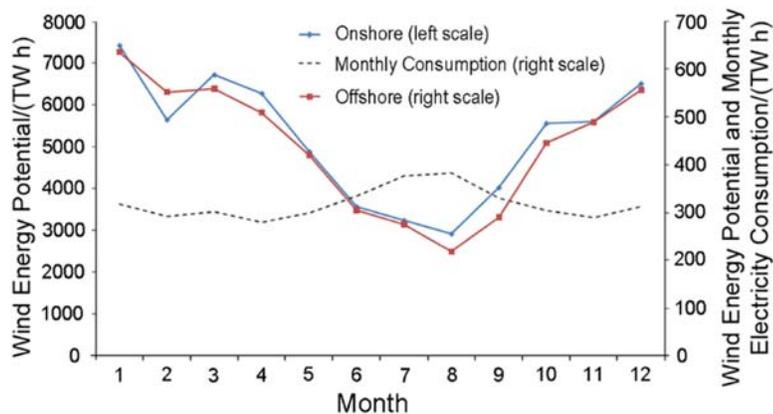 8000
7000
6000
5000
4000
3000
2000
1000
0
Wind Energy Potential/(TW h)
Onshore (left scale)
Monthly Consumption (right scale)
Offshore (right scale)
700
600
500
400
300
200
100
0
Wind Energy Potential and Monthly
Electricity Consumption/(TW h)
1 2 3 4 5 6 7 8 9 10 11 12
Month